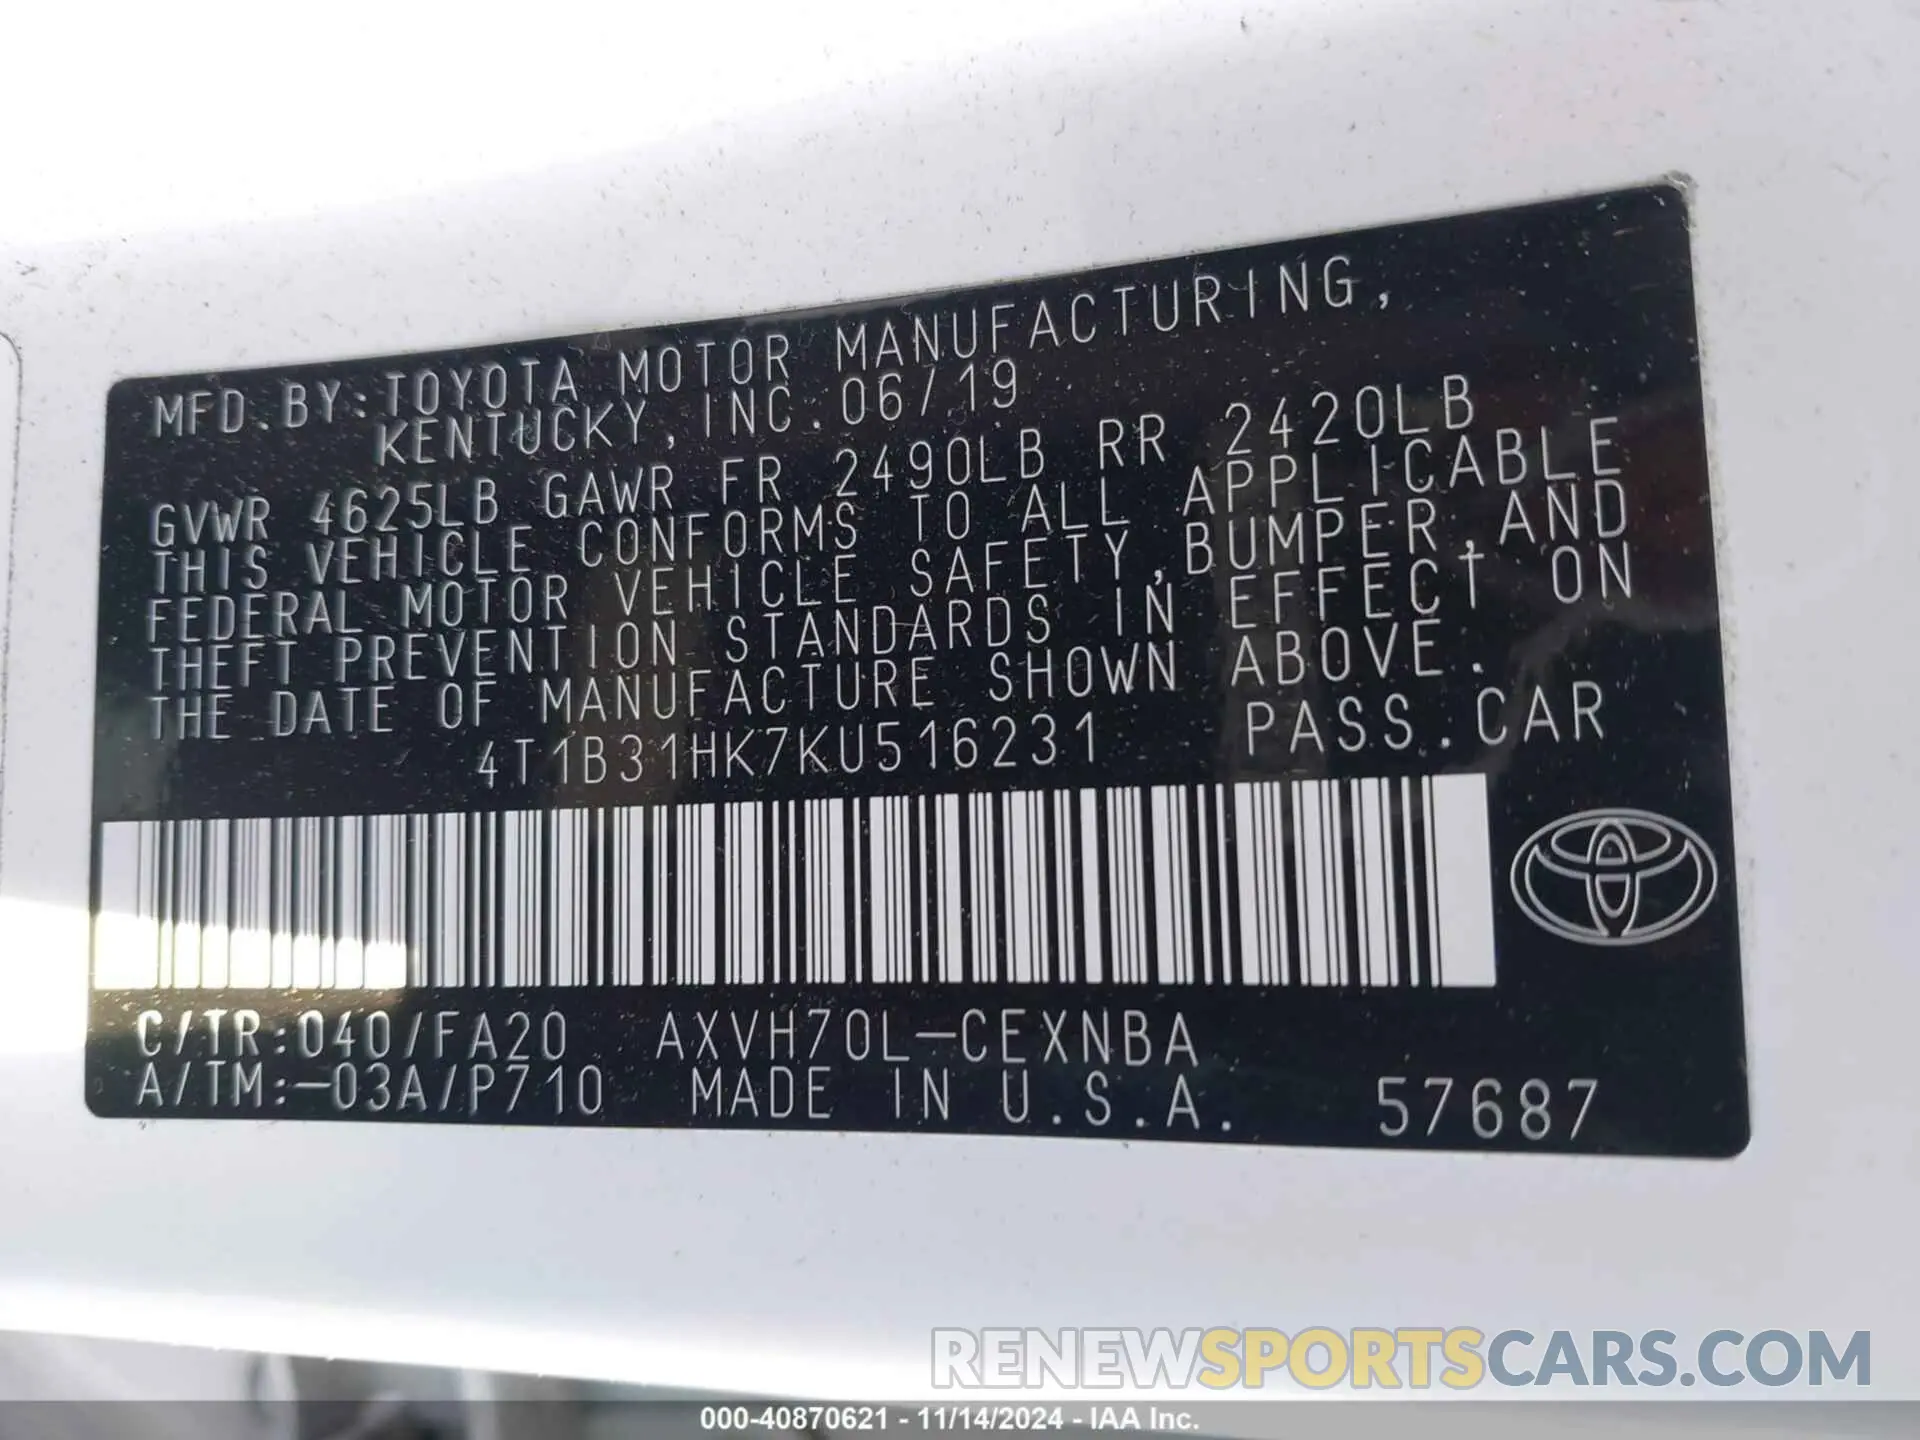 MFD.BY:TOYOTA MOTOR MANUFACTURING,
KENTUCKY, INC. 06/19
GVWR 4625LB GAWR FR 2490LB RR 2420LB
THIS VEHICLE CONFORMS TO ALL APPLICABLE
FEDERAL MOTOR VEHICLE SAFETY,BUMPER,AND
THEFT PREVENTION STANDARDS IN EFFECT ON
THE DATE OF MANUFACTURE SHOWN ABOVE.
4T1B31HK7KU516231 PASS.CAR
C/TR:040/FA20 AXVH70L-CEXNBA
A/TM:-03A/P710 MADE IN U.S.A. 57687
RENEWSPORTSCARS.COM
000-40870621 - 11/14/2024 - IAA Inc.